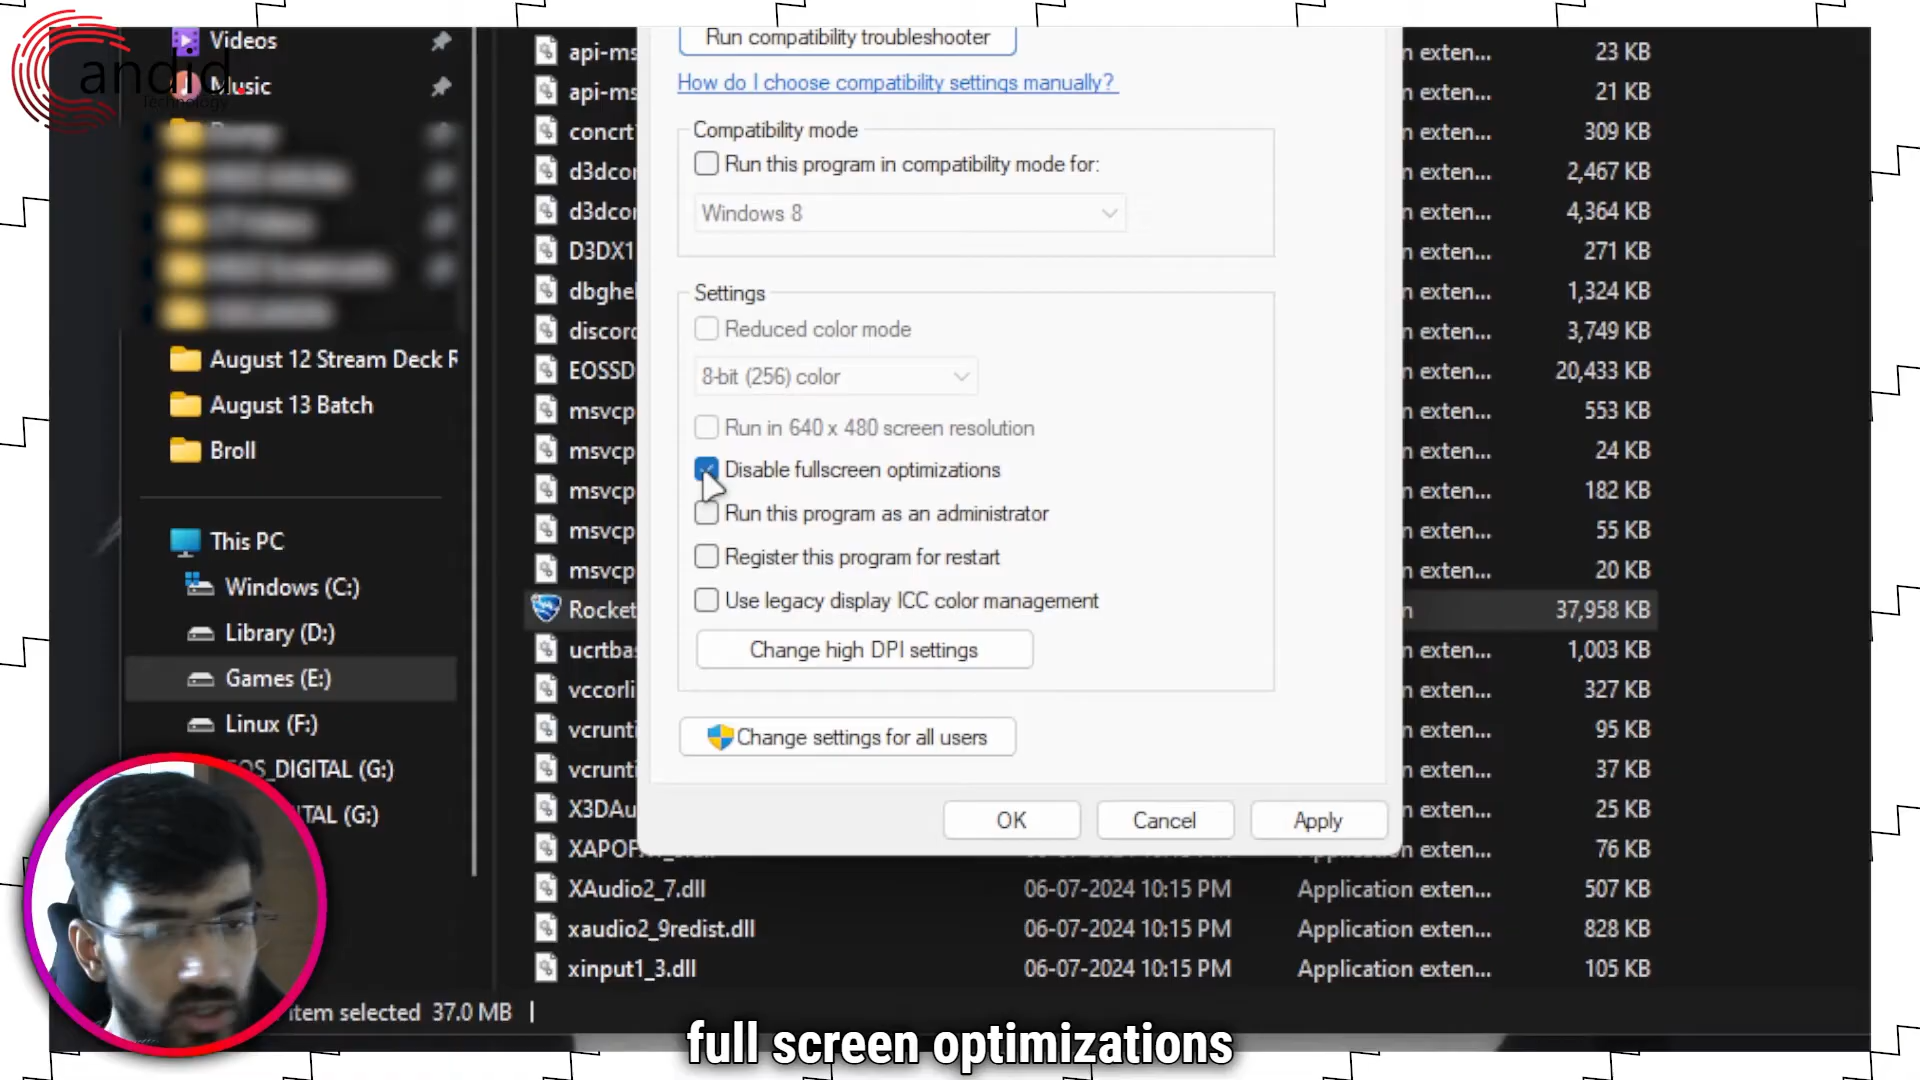 Candid.
Technology
Videos
Music
August 12 Stream Deck R
August 13 Batch
Broll
This PC
Windows (C:)
Library (D:)
Games (E:)
Linux (F:)
EOS_DIGITAL (G:)
ITAL (G:)
item selected 37.0 MB
api-ms
n exten... 23 KB
api-ms
n exten... 21 KB
concrt
n exten... 309 KB
d3dcor
n exten... 2,467 KB
d3dcor
n exten... 4,364 KB
D3DX1
n exten... 271 KB
dbghel
n exten... 1,324 KB
discord
n exten... 3,749 KB
EOSSD
n exten... 20,433 KB
msvcp
n exten... 553 KB
msvcp
n exten... 24 KB
msvcp
n exten... 182 KB
msvcp
n exten... 55 KB
msvcp
n exten... 20 KB
Rocket
n 37,958 KB
ucrtba
n exten... 1,003 KB
vccorli
n exten... 327 KB
vcrunti
n exten... 95 KB
vcrunti
n exten... 37 KB
X3DAu
n exten... 25 KB
XAPOF
n exten... 76 KB
XAudio2_7.dll 06-07-2024 10:15 PM Application exten... 507 KB
xaudio2_9redist.dll 06-07-2024 10:15 PM Application exten... 828 KB
xinput1_3.dll 06-07-2024 10:15 PM Application exten... 105 KB
Run compatibility troubleshooter
How do I choose compatibility settings manually?
Compatibility mode
Run this program in compatibility mode for:
Windows 8
Settings
Reduced color mode
8-bit (256) color
Run in 640 x 480 screen resolution
Disable fullscreen optimizations
Run this program as an administrator
Register this program for restart
Use legacy display ICC color management
Change high DPI settings
Change settings for all users
OK
Cancel
Apply
full screen optimizations